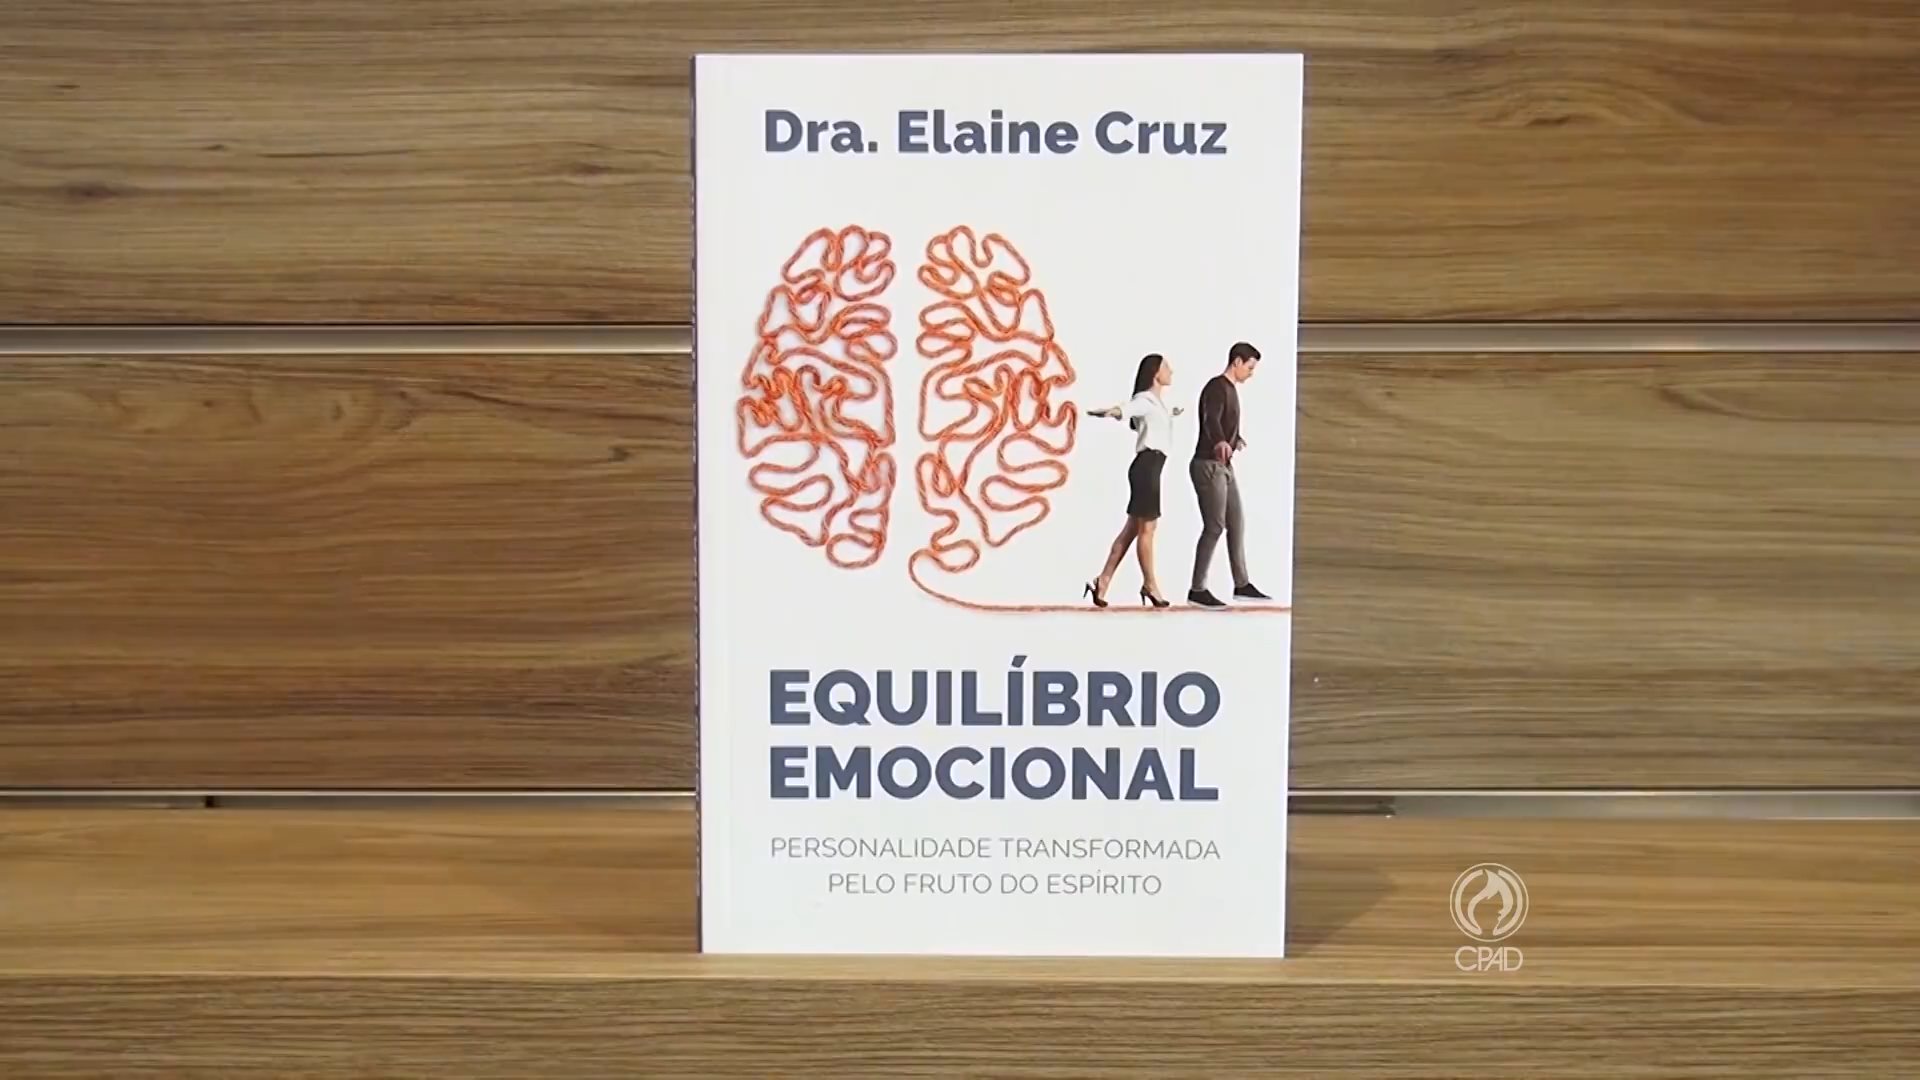 Dra. Elaine Cruz
EQUILÍBRIO
EMOCIONAL
PERSONALIDADE TRANSFORMADA
PELO FRUTO DO ESPÍRITO
CPAD